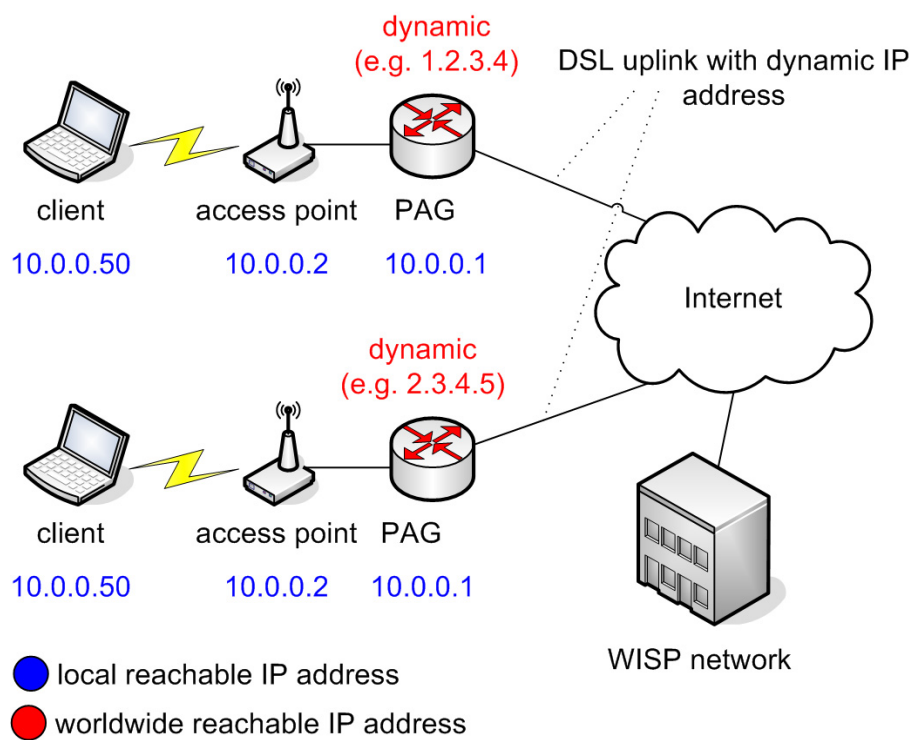 dynamic
(e.g. 1.2.3.4)
DSL uplink with dynamic IP
address
client
access point
PAG
10.0.0.50
10.0.0.2
10.0.0.1
Internet
dynamic
(e.g. 2.3.4.5)
client
access point
PAG
10.0.0.50
10.0.0.2
10.0.0.1
WISP network
local reachable IP address
worldwide reachable IP address